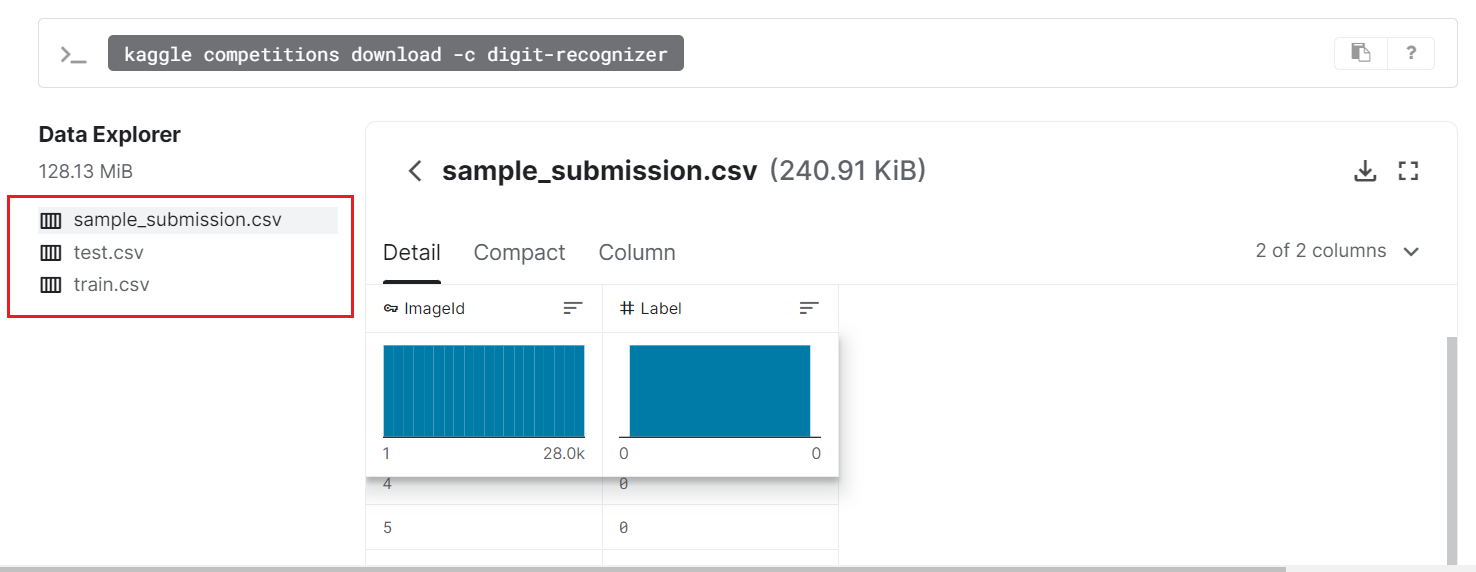 >_ kaggle competitions download -c digit-recognizer ?
Data Explorer
128.13 MiB
sample_submission.csv
test.csv
train.csv
sample_submission.csv (240.91 KiB)
Detail Compact Column 2 of 2 columns
ImageId # Label
1 28.0k 0 0
4 0
5 0